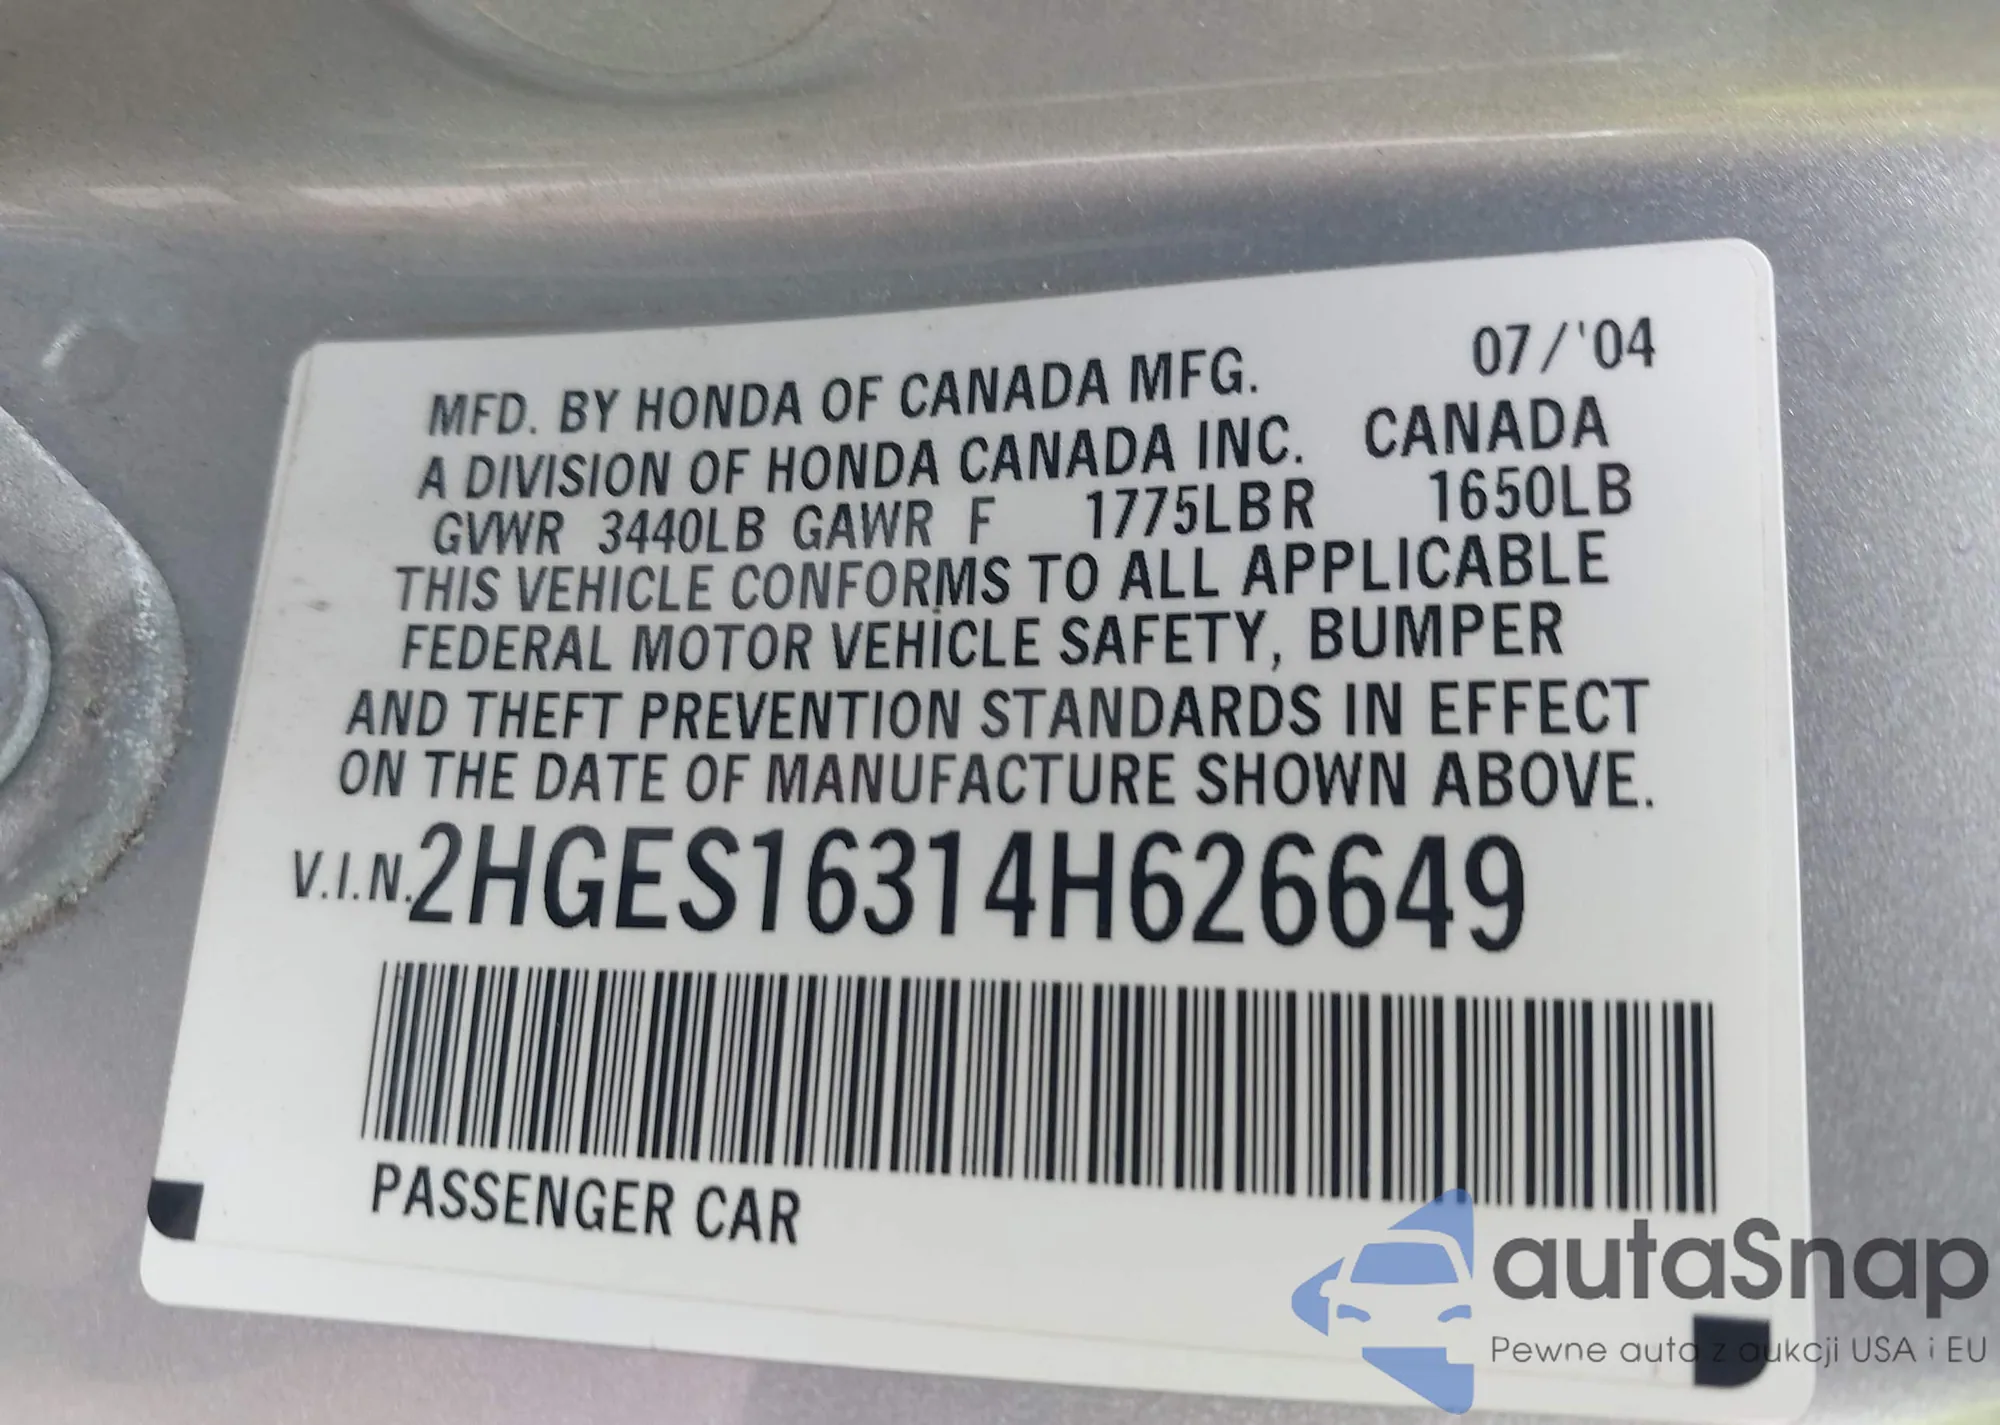 07/'04
MFD. BY HONDA OF CANADA MFG.
A DIVISION OF HONDA CANADA INC. CANADA
GVWR 3440LB GAWR F 1775LB R 1650LB
THIS VEHICLE CONFORMS TO ALL APPLICABLE
FEDERAL MOTOR VEHICLE SAFETY, BUMPER
AND THEFT PREVENTION STANDARDS IN EFFECT
ON THE DATE OF MANUFACTURE SHOWN ABOVE.
V.I.N. 2HGES16314H626649
PASSENGER CAR
autaSnap
Pewne auto z aukcji USA i EU